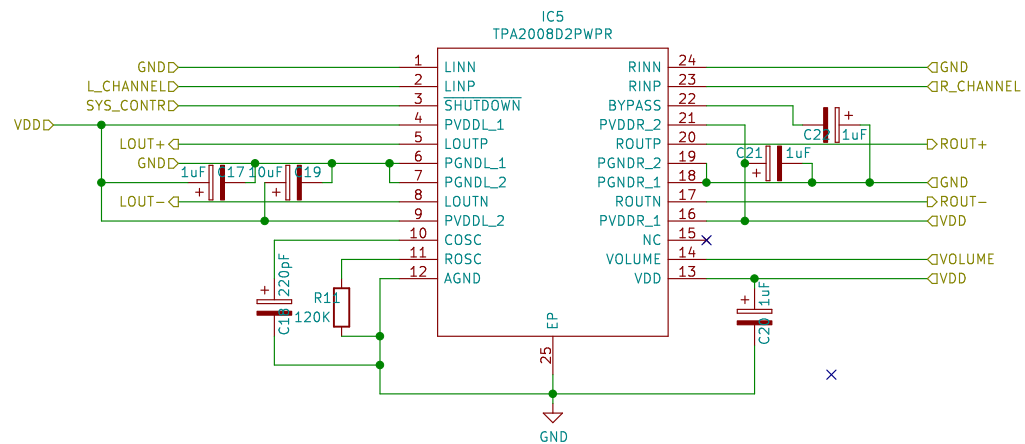 IC5
TPA2008D2PWPR
GND 1 LINN RINN 24 GND
L_CHANNEL 2 LINP RINP 23 R_CHANNEL
SYS_CONTR 3 SHUTDOWN BYPASS 22
VDD 4 PVDDL_1 PVDDR_2 21 C22 1uF
LOUT+ 5 LOUTP ROUTP 20 ROUT+
GND 6 PGNDL_1 PGNDR_2 19 C21 1uF
1uF C17 10uF C19
7 PGNDL_2 PGNDR_1 18 GND
LOUT- 8 LOUTN ROUTN 17 ROUT-
9 PVDDL_2 PVDDR_1 16 VDD
10 COSC NC 15
11 ROSC VOLUME 14 VOLUME
12 AGND VDD 13 VDD
220pF
C18
R11
120K
1uF
C20
EP
25
GND